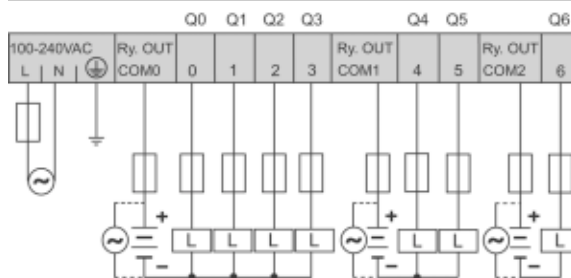 Q0 Q1 Q2 Q3 Q4 Q5 Q6
100-240VAC Ry. OUT Ry. OUT Ry. OUT
L N COM0 0 1 2 3 COM1 4 5 COM2 6
+ + +
L L L L L L L
− − −